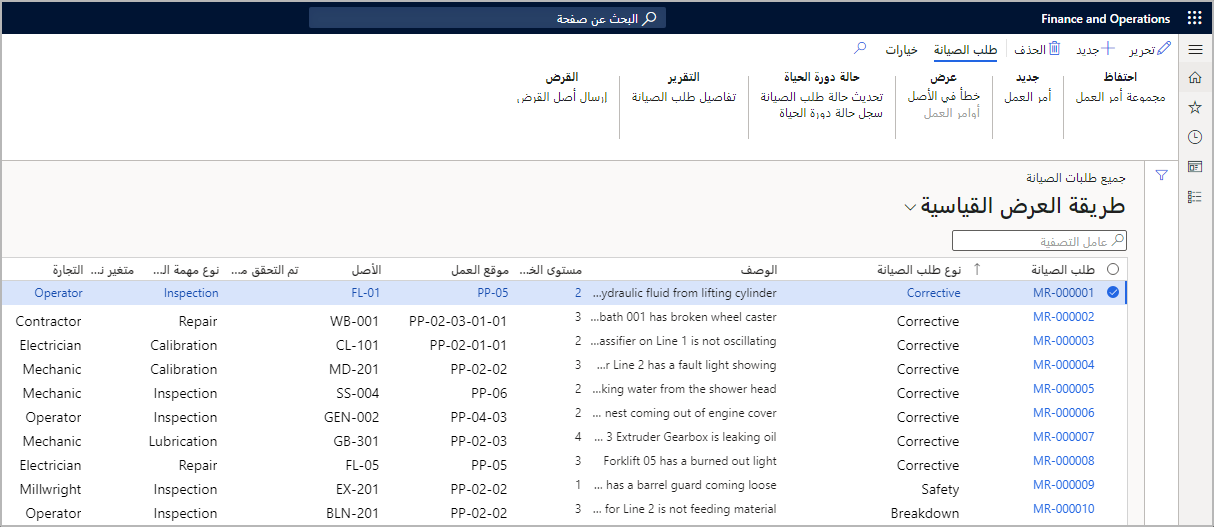 Finance and Operations
البحث عن صفحة
تحرير
جديد
الحذف
طلب الصيانة
خيارات
احتفاظ
مجموعة أمر العمل
جديد
أمر العمل
عرض
خطأ في الأصل
أوامر العمل
حالة دورة الحياة
تحديث حالة طلب الصيانة
سجل حالة دورة الحياة
التقرير
تفاصيل طلب الصيانة
القرض
إرسال أصل القرض
جميع طلبات الصيانة
طريقة العرض القياسية
عامل التصفية
طلب الصيانة نوع طلب الصيانة الوصف مستوى الخ... موقع العمل الأصل تم التحقق م... نوع مهمة الـ... متغير نـ... التجارة
MR-000001 Corrective ...ydraulic fluid from lifting cylinder 2 PP-05 FL-01 Inspection Operator
MR-000002 Corrective ...bath 001 has broken wheel caster 3 PP-02-03-01-01 WB-001 Repair Contractor
MR-000003 Corrective ...assifier on Line 1 is not oscillating 2 PP-02-01-01 CL-101 Calibration Electrician
MR-000004 Corrective ...r Line 2 has a fault light showing 3 PP-02-02 MD-201 Calibration Mechanic
MR-000005 Corrective ...king water from the shower head 2 PP-06 SS-004 Inspection Mechanic
MR-000006 Corrective ... nest coming out of engine cover 2 PP-04-03 GEN-002 Inspection Operator
MR-000007 Corrective ... 3 Extruder Gearbox is leaking oil 4 PP-02-03 GB-301 Lubrication Mechanic
MR-000008 Corrective Forklift 05 has a burned out light 3 PP-05 FL-05 Repair Electrician
MR-000009 Safety ... has a barrel guard coming loose 1 PP-02-02 EX-201 Inspection Millwright
MR-000010 Breakdown ... for Line 2 is not feeding material 3 PP-02-02 BLN-201 Inspection Operator